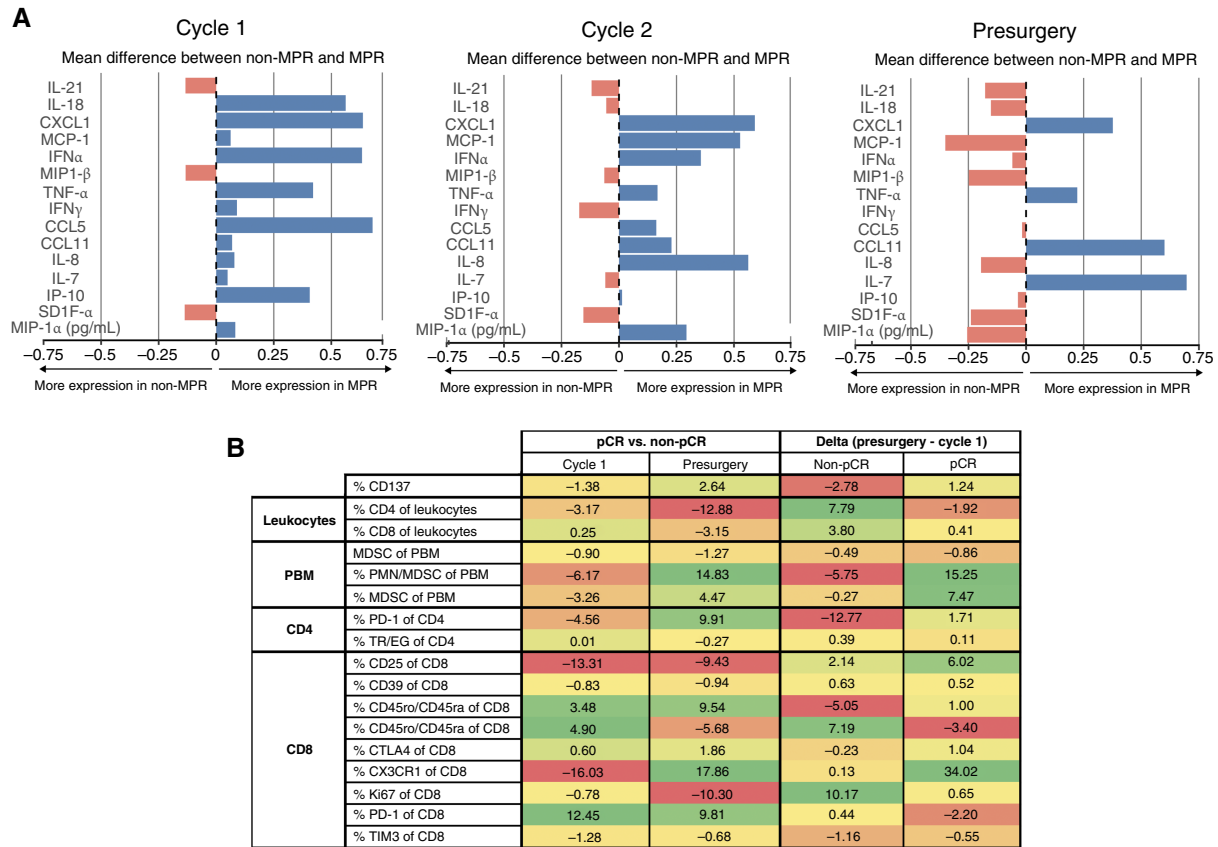 A
Cycle 1
Mean difference between non-MPR and MPR
IL-21
IL-18
CXCL1
MCP-1
IFNα
MIP1-β
TNF-α
IFNγ
CCL5
CCL11
IL-8
IL-7
IP-10
SD1F-α
MIP-1α (pg/mL)
−0.75 −0.5 −0.25 0 0.25 0.5 0.75
More expression in non-MPR More expression in MPR
Cycle 2
Mean difference between non-MPR and MPR
IL-21
IL-18
CXCL1
MCP-1
IFNα
MIP1-β
TNF-α
IFNγ
CCL5
CCL11
IL-8
IL-7
IP-10
SD1F-α
MIP-1α (pg/mL)
−0.75 −0.5 −0.25 0 0.25 0.5 0.75
More expression in non-MPR More expression in MPR
Presurgery
Mean difference between non-MPR and MPR
IL-21
IL-18
CXCL1
MCP-1
IFNα
MIP1-β
TNF-α
IFNγ
CCL5
CCL11
IL-8
IL-7
IP-10
SD1F-α
MIP-1α (pg/mL)
−0.75 −0.5 −0.25 0 0.25 0.5 0.75
More expression in non-MPR More expression in MPR
B
pCR vs. non-pCR Delta (presurgery - cycle 1)
Cycle 1 Presurgery Non-pCR pCR
% CD137 −1.38 2.64 −2.78 1.24
Leukocytes
% CD4 of leukocytes −3.17 −12.88 7.79 −1.92
% CD8 of leukocytes 0.25 −3.15 3.80 0.41
PBM
MDSC of PBM −0.90 −1.27 −0.49 −0.86
% PMN/MDSC of PBM −6.17 14.83 −5.75 15.25
% MDSC of PBM −3.26 4.47 −0.27 7.47
CD4
% PD-1 of CD4 −4.56 9.91 −12.77 1.71
% TR/EG of CD4 0.01 −0.27 0.39 0.11
CD8
% CD25 of CD8 −13.31 −9.43 2.14 6.02
% CD39 of CD8 −0.83 −0.94 0.63 0.52
% CD45ro/CD45ra of CD8 3.48 9.54 −5.05 1.00
% CD45ro/CD45ra of CD8 4.90 −5.68 7.19 −3.40
% CTLA4 of CD8 0.60 1.86 −0.23 1.04
% CX3CR1 of CD8 −16.03 17.86 0.13 34.02
% Ki67 of CD8 −0.78 −10.30 10.17 0.65
% PD-1 of CD8 12.45 9.81 0.44 −2.20
% TIM3 of CD8 −1.28 −0.68 −1.16 −0.55